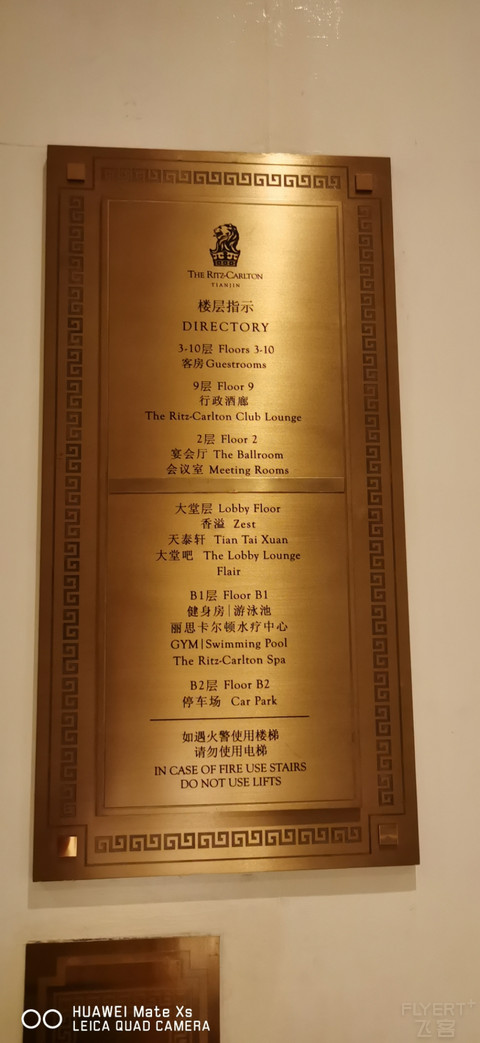 THE RITZ-CARLTON
TIANJIN
楼层指示
DIRECTORY
3-10层 Floors 3-10
客房 Guestrooms
9层 Floor 9
行政酒廊
The Ritz-Carlton Club Lounge
2层 Floor 2
宴会厅 The Ballroom
会议室 Meeting Rooms
大堂层 Lobby Floor
香溢 Zest
天泰轩 Tian Tai Xuan
大堂吧 The Lobby Lounge
Flair
B1层 Floor B1
健身房|游泳池
丽思卡尔顿水疗中心
GYM|Swimming Pool
The Ritz-Carlton Spa
B2层 Floor B2
停车场 Car Park
如遇火警使用楼梯
请勿使用电梯
IN CASE OF FIRE USE STAIRS
DO NOT USE LIFTS
HUAWEI Mate Xs
LEICA QUAD CAMERA
FLYERT+
飞客